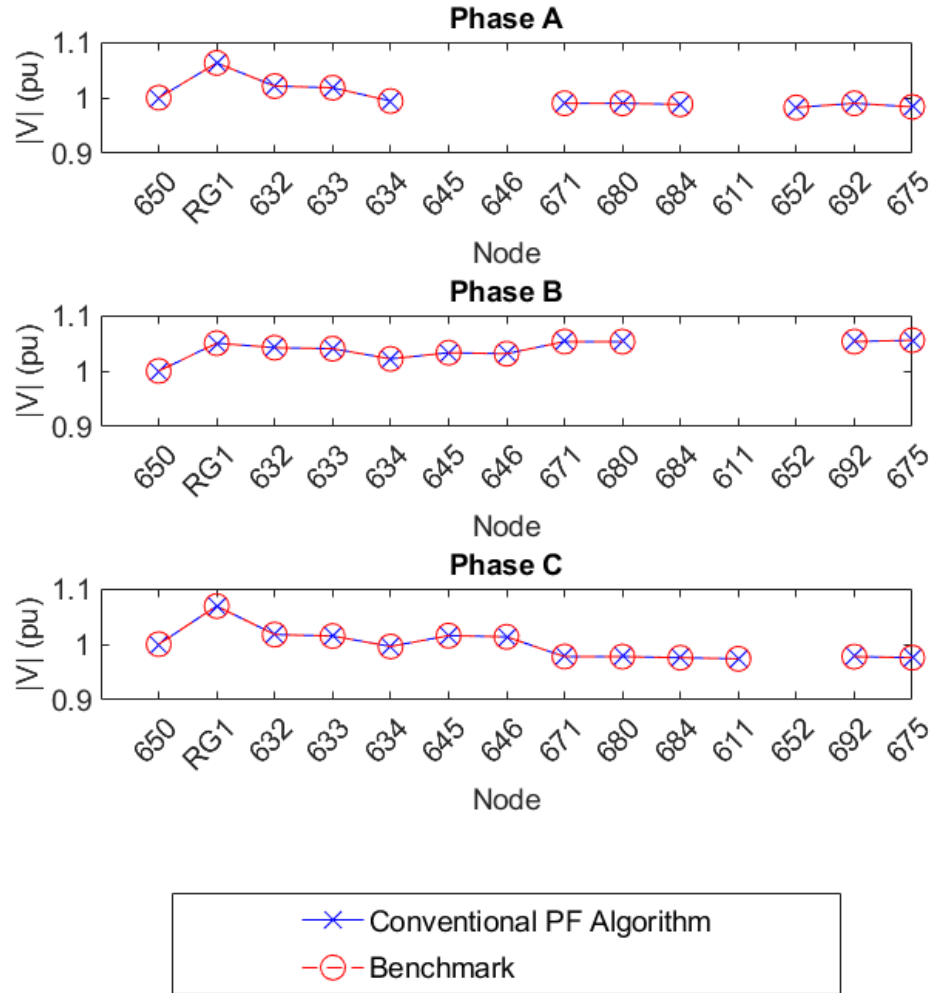 Phase A
|V| (pu)
1.1
1
0.9
650 RG1 632 633 634 645 646 671 680 684 611 652 692 675
Node
Phase B
|V| (pu)
1.1
1
0.9
650 RG1 632 633 634 645 646 671 680 684 611 652 692 675
Node
Phase C
|V| (pu)
1.1
1
0.9
650 RG1 632 633 634 645 646 671 680 684 611 652 692 675
Node
Conventional PF Algorithm
Benchmark